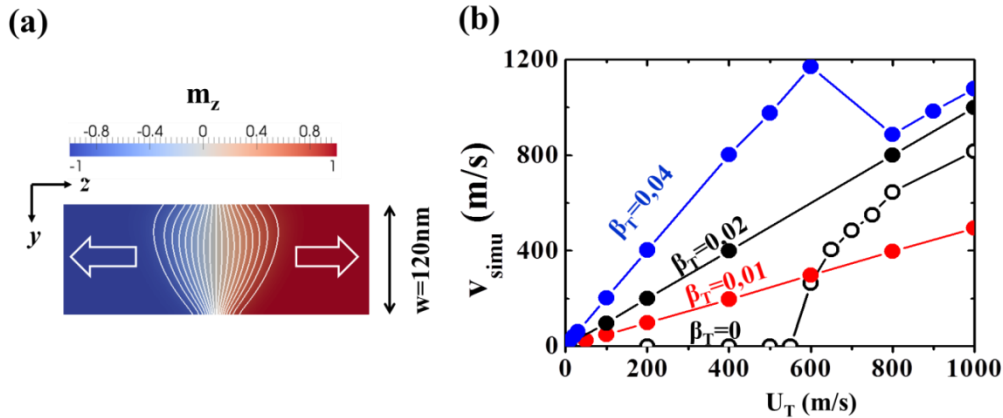 (a)
m_z
-0.8 -0.4 0 0.4 0.8
-1 1
z
y
w=120nm
(b)
v_simu (m/s)
1200
800
400
0
β_T=0,04
β_T=0,02
β_T=0,01
β_T=0
0 200 400 600 800 1000
U_T (m/s)